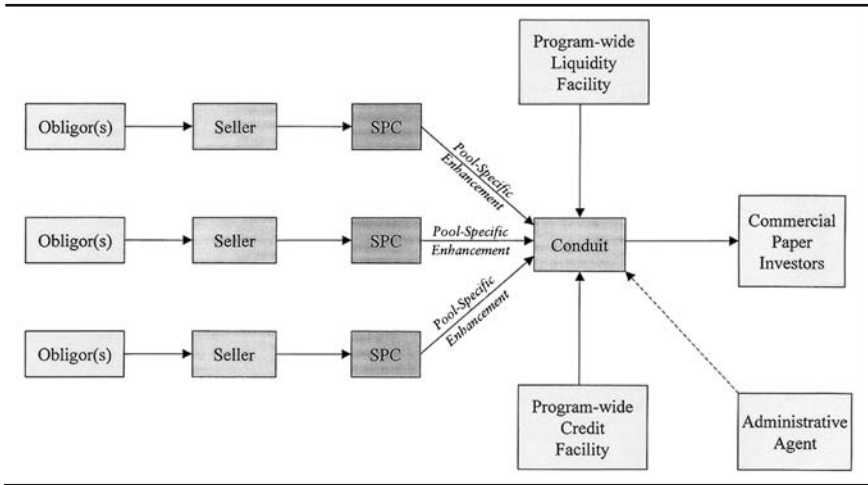 Program-wide
Liquidity
Facility
Obligor(s)
Seller
SPC
Pool-Specific
Enhancement
Obligor(s)
Seller
SPC
Pool-Specific
Enhancement
Conduit
Commercial
Paper
Investors
Obligor(s)
Seller
SPC
Pool-Specific
Enhancement
Program-wide
Credit
Facility
Administrative
Agent